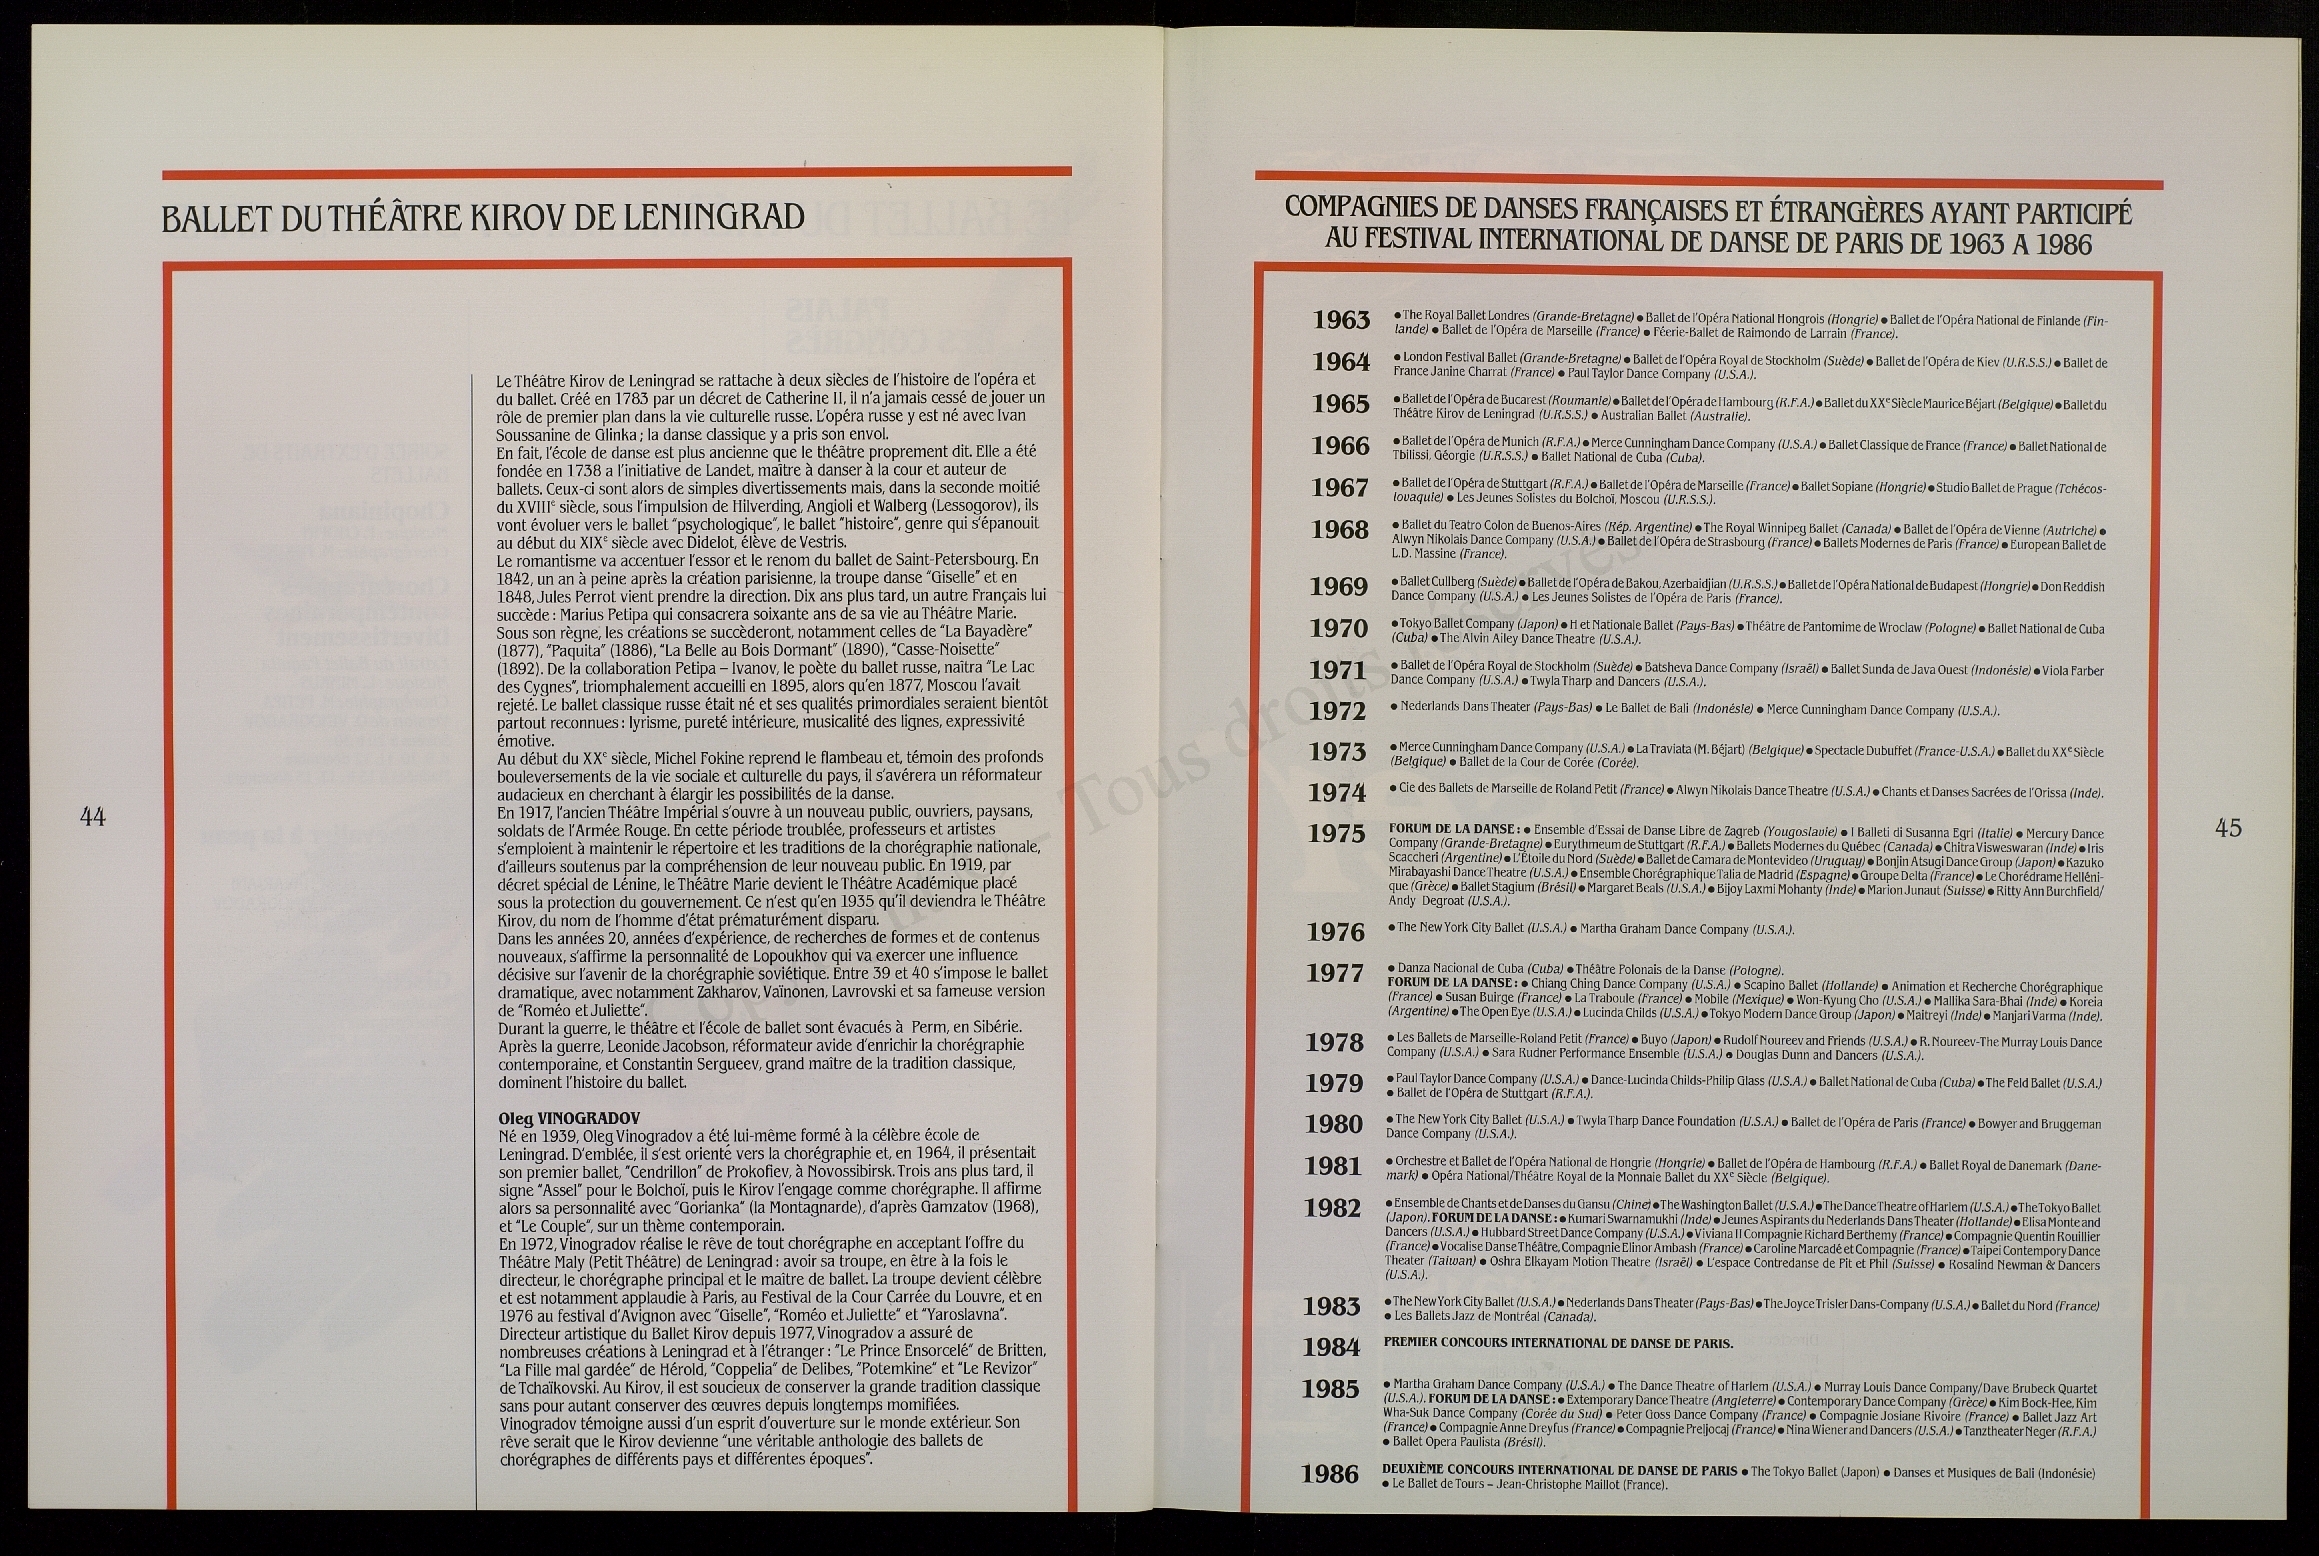 BALLET DU THÉÂTRE KIROV DE LENINGRAD
Le Théâtre Kirov de Leningrad se rattache à deux siècles de l'histoire de l'opéra et
du ballet. Créé en 1783 par un décret de Catherine II, il n'a jamais cessé de jouer un
rôle de premier plan dans la vie culturelle russe. L'opéra russe y est né avec Ivan
Soussanine de Glinka ; la danse classique y a pris son envol.
En fait, l'école de danse est plus ancienne que le théâtre proprement dit. Elle a été
fondée en 1738 a l'initiative de Landet, maître à danser à la cour et auteur de
ballets. Ceux-ci sont alors de simples divertissements mais, dans la seconde moitié
du XVIIIe siècle, sous l'impulsion de Hilverding, Angioli et Walberg (Lessogorov), ils
vont évoluer vers le ballet "psychologique", le ballet "histoire", genre qui s'épanouit
au début du XIXe siècle avec Didelot, élève de Vestris.
Le romantisme va accentuer l'essor et le renom du ballet de Saint-Petersbourg. En
1842, un an à peine après la création parisienne, la troupe danse "Giselle" et en
1848, Jules Perrot vient prendre la direction. Dix ans plus tard, un autre Français lui
succède : Marius Petipa qui consacrera soixante ans de sa vie au Théâtre Marie.
Sous son règne, les créations se succèderont, notamment celles de "La Bayadère"
(1877), "Paquita" (1886), "La Belle au Bois Dormant" (1890), "Casse-Noisette"
(1892). De la collaboration Petipa – Ivanov, le poète du ballet russe, naîtra "Le Lac
des Cygnes", triomphalement accueilli en 1895, alors qu'en 1877, Moscou l'avait
rejeté. Le ballet classique russe était né et ses qualités primordiales seraient bientôt
partout reconnues : lyrisme, pureté intérieure, musicalité des lignes, expressivité
émotive.
Au début du XXe siècle, Michel Fokine reprend le flambeau et, témoin des profonds
bouleversements de la vie sociale et culturelle du pays, il s'avérera un réformateur
audacieux en cherchant à élargir les possibilités de la danse.
En 1917, l'ancien Théâtre Impérial s'ouvre à un nouveau public, ouvriers, paysans,
soldats de l'Armée Rouge. En cette période troublée, professeurs et artistes
s'emploient à maintenir le répertoire et les traditions de la chorégraphie nationale,
d'ailleurs soutenus par la compréhension de leur nouveau public. En 1919, par
décret spécial de Lénine, le Théâtre Marie devient le Théâtre Académique placé
sous la protection du gouvernement. Ce n'est qu'en 1935 qu'il deviendra le Théâtre
Kirov, du nom de l'homme d'état prématurément disparu.
Dans les années 20, années d'expérience, de recherches de formes et de contenus
nouveaux, s'affirme la personnalité de Lopoukhov qui va exercer une influence
décisive sur l'avenir de la chorégraphie soviétique. Entre 39 et 40 s'impose le ballet
dramatique, avec notamment Zakharov, Vaïnonen, Lavrovski et sa fameuse version
de "Roméo et Juliette".
Durant la guerre, le théâtre et l'école de ballet sont évacués à Perm, en Sibérie.
Après la guerre, Leonide Jacobson, réformateur avide d'enrichir la chorégraphie
contemporaine, et Constantin Sergueev, grand maître de la tradition classique,
dominent l'histoire du ballet.
Oleg VINOGRADOV
Né en 1939, Oleg Vinogradov a été lui-même formé à la célèbre école de
Leningrad. D'emblée, il s'est orienté vers la chorégraphie et, en 1964, il présentait
son premier ballet, "Cendrillon" de Prokofiev, à Novossibirsk. Trois ans plus tard, il
signe "Assel" pour le Bolchoï, puis le Kirov l'engage comme chorégraphe. Il affirme
alors sa personnalité avec "Gorianka" (la Montagnarde), d'après Gamzatov (1968),
et "Le Couple", sur un thème contemporain.
En 1972, Vinogradov réalise le rêve de tout chorégraphe en acceptant l'offre du
Théâtre Maly (Petit Théâtre) de Leningrad : avoir sa troupe, en être à la fois le
directeur, le chorégraphe principal et le maître de ballet. La troupe devient célèbre
et est notamment applaudie à Paris, au Festival de la Cour Carrée du Louvre, et en
1976 au festival d'Avignon avec "Giselle", "Roméo et Juliette" et "Yaroslavna".
Directeur artistique du Ballet Kirov depuis 1977, Vinogradov a assuré de
nombreuses créations à Leningrad et à l'étranger : "Le Prince Ensorcelé" de Britten,
"La Fille mal gardée" de Hérold, "Coppelia" de Delibes, "Potemkine" et "Le Revizor"
de Tchaïkovski. Au Kirov, il est soucieux de conserver la grande tradition classique
sans pour autant conserver des œuvres depuis longtemps momifiées.
Vinogradov témoigne aussi d'un esprit d'ouverture sur le monde extérieur. Son
rêve serait que le Kirov devienne "une véritable anthologie des ballets de
chorégraphes de différents pays et différentes époques".
44
COMPAGNIES DE DANSES FRANÇAISES ET ÉTRANGÈRES AYANT PARTICIPÉ
AU FESTIVAL INTERNATIONAL DE DANSE DE PARIS DE 1963 A 1986
1963 ● The Royal Ballet Londres (Grande-Bretagne) ● Ballet de l'Opéra National Hongrois (Hongrie) ● Ballet de l'Opéra National de Finlande (Fin-
lande) ● Ballet de l'Opéra de Marseille (France) ● Féerie-Ballet de Raimondo de Larrain (France).
1964 ● London Festival Ballet (Grande-Bretagne) ● Ballet de l'Opéra Royal de Stockholm (Suède) ● Ballet de l'Opéra de Kiev (U.R.S.S.) ● Ballet de
France Janine Charrat (France) ● Paul Taylor Dance Company (U.S.A.).
1965 ● Ballet de l'Opéra de Bucarest (Roumanie) ● Ballet de l'Opéra de Hambourg (R.F.A.) ● Ballet du XXe Siècle Maurice Béjart (Belgique) ● Ballet du
Théâtre Kirov de Leningrad (U.R.S.S.) ● Australian Ballet (Australie).
1966 ● Ballet de l'Opéra de Munich (R.F.A.) ● Merce Cunningham Dance Company (U.S.A.) ● Ballet Classique de France (France) ● Ballet National de
Tbilissi, Géorgie (U.R.S.S.) ● Ballet National de Cuba (Cuba).
1967 ● Ballet de l'Opéra de Stuttgart (R.F.A.) ● Ballet de l'Opéra de Marseille (France) ● Ballet Sopiane (Hongrie) ● Studio Ballet de Prague (Tchécos-
lovaquie) ● Les Jeunes Solistes du Bolchoï, Moscou (U.R.S.S.).
1968 ● Ballet du Teatro Colon de Buenos-Aires (Rép. Argentine) ● The Royal Winnipeg Ballet (Canada) ● Ballet de l'Opéra de Vienne (Autriche) ●
Alwyn Nikolais Dance Company (U.S.A.) ● Ballet de l'Opéra de Strasbourg (France) ● Ballets Modernes de Paris (France) ● European Ballet de
L.D. Massine (France).
1969 ● Ballet Cullberg (Suède) ● Ballet de l'Opéra de Bakou, Azerbaidjian (U.R.S.S.) ● Ballet de l'Opéra National de Budapest (Hongrie) ● Don Reddish
Dance Company (U.S.A.) ● Les Jeunes Solistes de l'Opéra de Paris (France).
1970 ● Tokyo Ballet Company (Japon) ● H et Nationale Ballet (Pays-Bas) ● Théâtre de Pantomime de Wroclaw (Pologne) ● Ballet National de Cuba
(Cuba) ● The Alvin Ailey Dance Theatre (U.S.A.).
1971 ● Ballet de l'Opéra Royal de Stockholm (Suède) ● Batsheva Dance Company (Israël) ● Ballet Sunda de Java Ouest (Indonésie) ● Viola Farber
Dance Company (U.S.A.) ● Twyla Tharp and Dancers (U.S.A.).
1972 ● Nederlands Dans Theater (Pays-Bas) ● Le Ballet de Bali (Indonésie) ● Merce Cunningham Dance Company (U.S.A.).
1973 ● Merce Cunningham Dance Company (U.S.A.) ● La Traviata (M. Béjart) (Belgique) ● Spectacle Dubuffet (France-U.S.A.) ● Ballet du XXe Siècle
(Belgique) ● Ballet de la Cour de Corée (Corée).
1974 ● Cie des Ballets de Marseille de Roland Petit (France) ● Alwyn Nikolais Dance Theatre (U.S.A.) ● Chants et Danses Sacrées de l'Orissa (Inde).
1975 FORUM DE LA DANSE : ● Ensemble d'Essai de Danse Libre de Zagreb (Yougoslavie) ● I Balleti di Susanna Egri (Italie) ● Mercury Dance
Company (Grande-Bretagne) ● Eurythmeum de Stuttgart (R.F.A.) ● Ballets Modernes du Québec (Canada) ● Chitra Visweswaran (Inde) ● Iris
Scaccheri (Argentine) ● L'Étoile du Nord (Suède) ● Ballet de Camara de Montevideo (Uruguay) ● Bonjin Atsugi Dance Group (Japon) ● Kazuko
Mirabayashi Dance Theatre (U.S.A.) ● Ensemble Chorégraphique Talia de Madrid (Espagne) ● Groupe Delta (France) ● Le Chorédrame Helléni-
que (Grèce) ● Ballet Stagium (Brésil) ● Margaret Beals (U.S.A.) ● Bijoy Laxmi Mohanty (Inde) ● Marion Junaut (Suisse) ● Ritty Ann Burchfield/
Andy Degroat (U.S.A.).
1976 ● The New York City Ballet (U.S.A.) ● Martha Graham Dance Company (U.S.A.).
1977 ● Danza Nacional de Cuba (Cuba) ● Théâtre Polonais de la Danse (Pologne).
FORUM DE LA DANSE : ● Chiang Ching Dance Company (U.S.A.) ● Scapino Ballet (Hollande) ● Animation et Recherche Chorégraphique
(France) ● Susan Buirge (France) ● La Traboule (France) ● Mobile (Mexique) ● Won-Kyung Cho (U.S.A.) ● Mallika Sara-Bhai (Inde) ● Koreia
(Argentine) ● The Open Eye (U.S.A.) ● Lucinda Childs (U.S.A.) ● Tokyo Modern Dance Group (Japon) ● Maitreyi (Inde) ● Manjari Varma (Inde).
1978 ● Les Ballets de Marseille-Roland Petit (France) ● Buyo (Japon) ● Rudolf Noureev and Friends (U.S.A.) ● R. Noureev-The Murray Louis Dance
Company (U.S.A.) ● Sara Rudner Performance Ensemble (U.S.A.) ● Douglas Dunn and Dancers (U.S.A.).
1979 ● Paul Taylor Dance Company (U.S.A.) ● Dance-Lucinda Childs-Philip Glass (U.S.A.) ● Ballet National de Cuba (Cuba) ● The Feld Ballet (U.S.A.)
● Ballet de l'Opéra de Stuttgart (R.F.A.).
1980 ● The New York City Ballet (U.S.A.) ● Twyla Tharp Dance Foundation (U.S.A.) ● Ballet de l'Opéra de Paris (France) ● Bowyer and Bruggeman
Dance Company (U.S.A.).
1981 ● Orchestre et Ballet de l'Opéra National de Hongrie (Hongrie) ● Ballet de l'Opéra de Hambourg (R.F.A.) ● Ballet Royal de Danemark (Dane-
mark) ● Opéra National/Théâtre Royal de la Monnaie Ballet du XXe Siècle (Belgique).
1982 ● Ensemble de Chants et de Danses du Gansu (Chine) ● The Washington Ballet (U.S.A.) ● The Dance Theatre of Harlem (U.S.A.) ● The Tokyo Ballet
(Japon). FORUM DE LA DANSE : ● Kumari Swarnamukhi (Inde) ● Jeunes Aspirants du Nederlands Dans Theater (Hollande) ● Elisa Monte and
Dancers (U.S.A.) ● Hubbard Street Dance Company (U.S.A.) ● Viviana II Compagnie Richard Berthemy (France) ● Compagnie Quentin Rouillier
(France) ● Vocalise Danse Théâtre, Compagnie Elinor Ambash (France) ● Caroline Marcadé et Compagnie (France) ● Taipei Contempory Dance
Theater (Taiwan) ● Oshra Elkayam Motion Theatre (Israël) ● L'espace Contredanse de Pit et Phil (Suisse) ● Rosalind Newman & Dancers
(U.S.A.).
1983 ● The New York City Ballet (U.S.A.) ● Nederlands Dans Theater (Pays-Bas) ● The Joyce Trisler Dans-Company (U.S.A.) ● Ballet du Nord (France)
● Les Ballets Jazz de Montréal (Canada).
1984 PREMIER CONCOURS INTERNATIONAL DE DANSE DE PARIS.
1985 ● Martha Graham Dance Company (U.S.A.) ● The Dance Theatre of Harlem (U.S.A.) ● Murray Louis Dance Company/Dave Brubeck Quartet
(U.S.A.). FORUM DE LA DANSE : ● Extemporary Dance Theatre (Angleterre) ● Contemporary Dance Company (Grèce) ● Kim Bock-Hee, Kim
Wha-Suk Dance Company (Corée du Sud) ● Peter Goss Dance Company (France) ● Compagnie Josiane Rivoire (France) ● Ballet Jazz Art
(France) ● Compagnie Anne Dreyfus (France) ● Compagnie Preljocaj (France) ● Nina Wiener and Dancers (U.S.A.) ● Tanztheater Neger (R.F.A.)
● Ballet Opera Paulista (Brésil).
1986 DEUXIÈME CONCOURS INTERNATIONAL DE DANSE DE PARIS ● The Tokyo Ballet (Japon) ● Danses et Musiques de Bali (Indonésie)
● Le Ballet de Tours – Jean-Christophe Maillot (France).
45